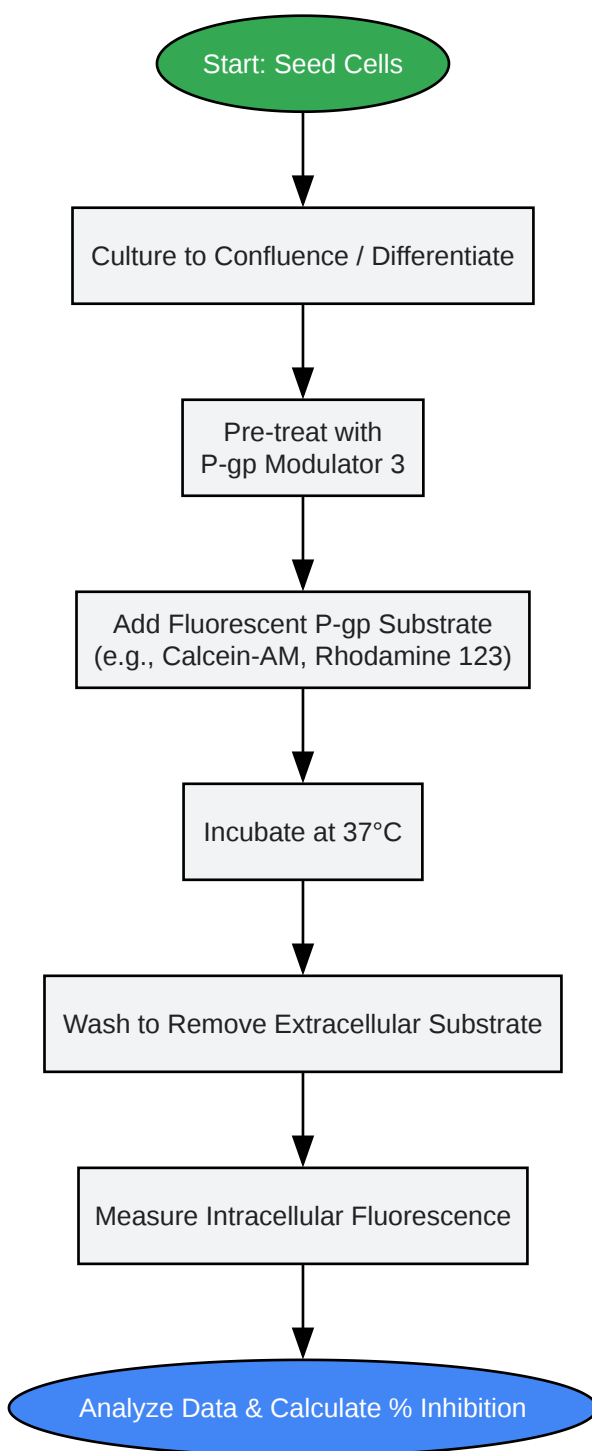 Start: Seed Cells
Culture to Confluence / Differentiate
Pre-treat with
P-gp Modulator 3
Add Fluorescent P-gp Substrate
(e.g., Calcein-AM, Rhodamine 123)
Incubate at 37°C
Wash to Remove Extracellular Substrate
Measure Intracellular Fluorescence
Analyze Data & Calculate % Inhibition